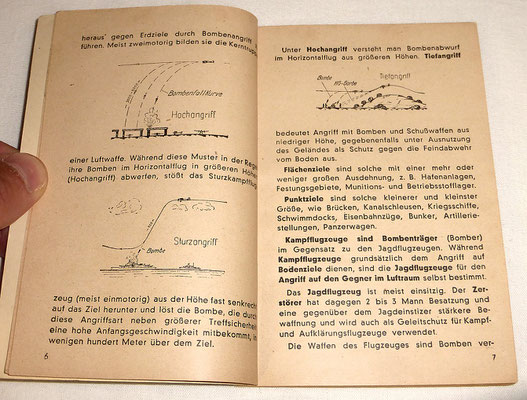 heraus gegen Erdziele durch Bombenangriff
führen. Meist zweimotorig bilden sie die Kerntruppe
Bombenfall Kurve
Hochangriff
einer Luftwaffe. Während diese Muster in der Regel
ihre Bomben im Horizontalflug in größeren Höhen
(Hochangriff) abwerfen, stößt das Sturzkampfflug-
Sturzangriff
Bombe
zeug (meist einmotorig) aus der Höhe fast senkrecht
auf das Ziel herunter und löst die Bombe, die durch
diese Angriffsart neben größerer Treffsicherheit
eine hohe Anfangsgeschwindigkeit mitbekommt, in
wenigen hundert Meter über dem Ziel.
6
Unter Hochangriff versteht man Bombenabwurf
im Horizontalflug aus größeren Höhen. Tiefangriff
Bombe MG-Garbe Tiefangriff
bedeutet Angriff mit Bomben und Schußwaffen aus
niedriger Höhe, gegebenenfalls unter Ausnutzung
des Geländes als Schutz gegen die Feindabwehr
vom Boden aus.
Flächenziele sind solche mit einer mehr oder
weniger großen Ausdehnung, z. B. Hafenanlagen,
Festungsgebiete, Munitions- und Betriebsstofflager.
Punktziele sind solche kleinerer und kleinster
Größe, wie Brücken, Kanalschleusen, Kriegsschiffe,
Schwimmdocks, Eisenbahnzüge, Bunker, Artillerie-
stellungen, Panzerwagen.
Kampfflugzeuge sind Bombenträger (Bomber)
im Gegensatz zu den Jagdflugzeugen. Während
Kampfflugzeuge grundsätzlich dem Angriff auf
Bodenziele dienen, sind die Jagdflugzeuge für den
Angriff auf den Gegner im Luftraum selbst bestimmt.
Das Jagdflugzeug ist meist einsitzig. Der Zer-
störer hat dagegen 2 bis 3 Mann Besatzung und
eine gegenüber dem Jagdeinsitzer stärkere Be-
waffnung und wird auch als Geleitschutz für Kampf-
und Aufklärungsflugzeuge verwendet.
Die Waffen des Flugzeuges sind Bomben ver-
7